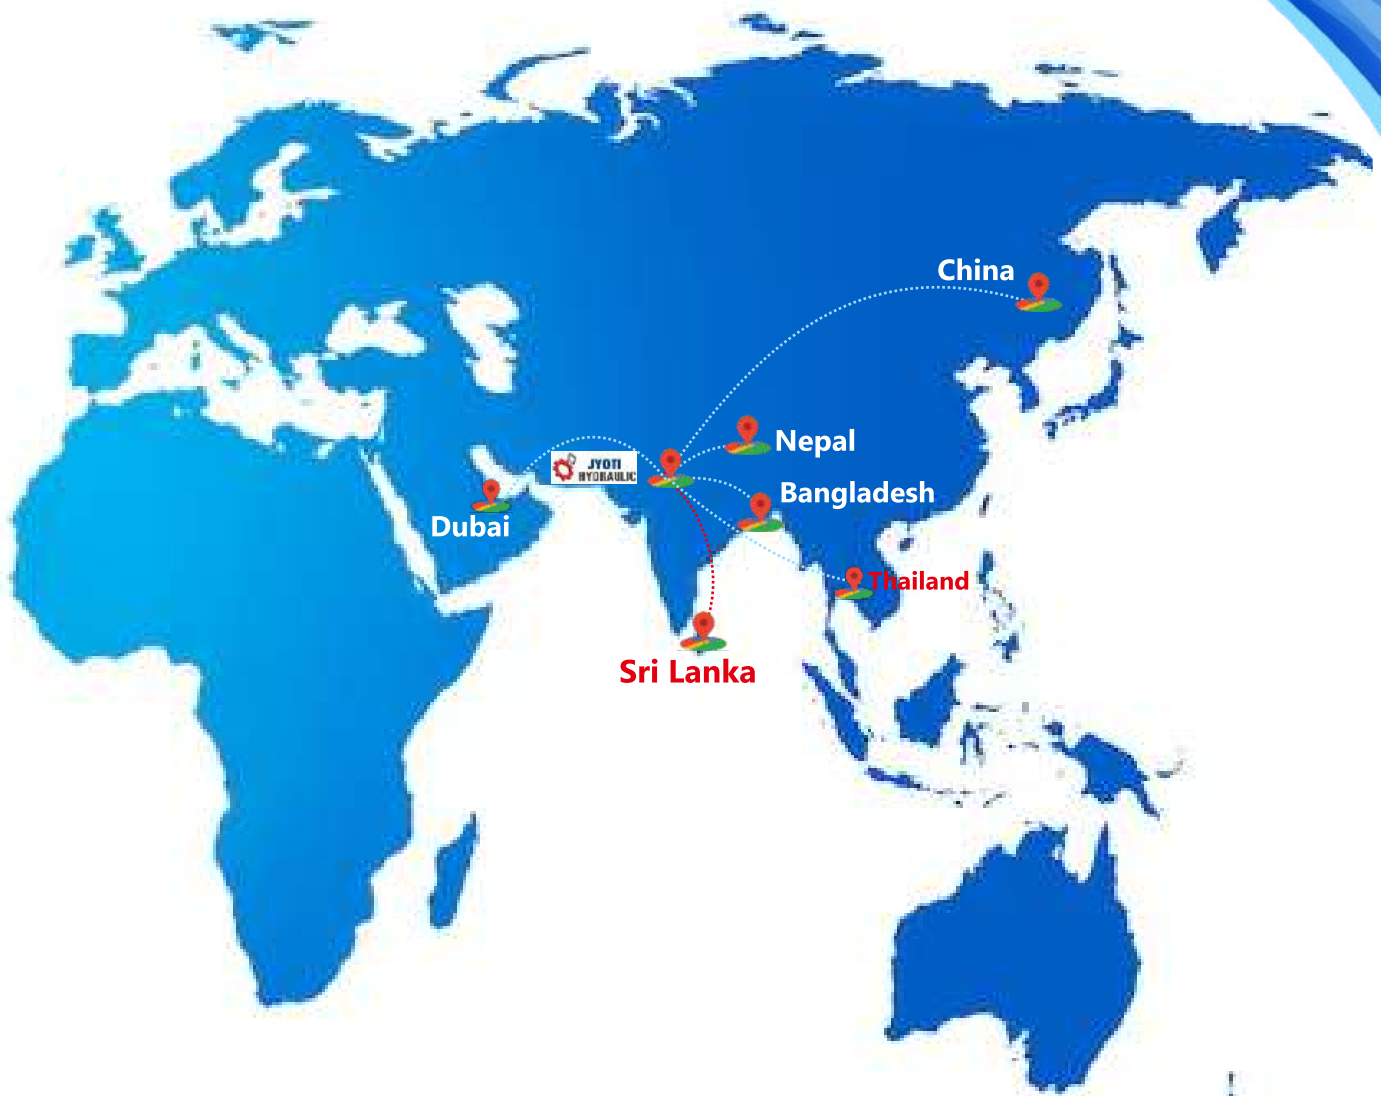 China
Nepal
JYOTI
HYDRAULIC
Bangladesh
Dubai
Thailand
Sri Lanka